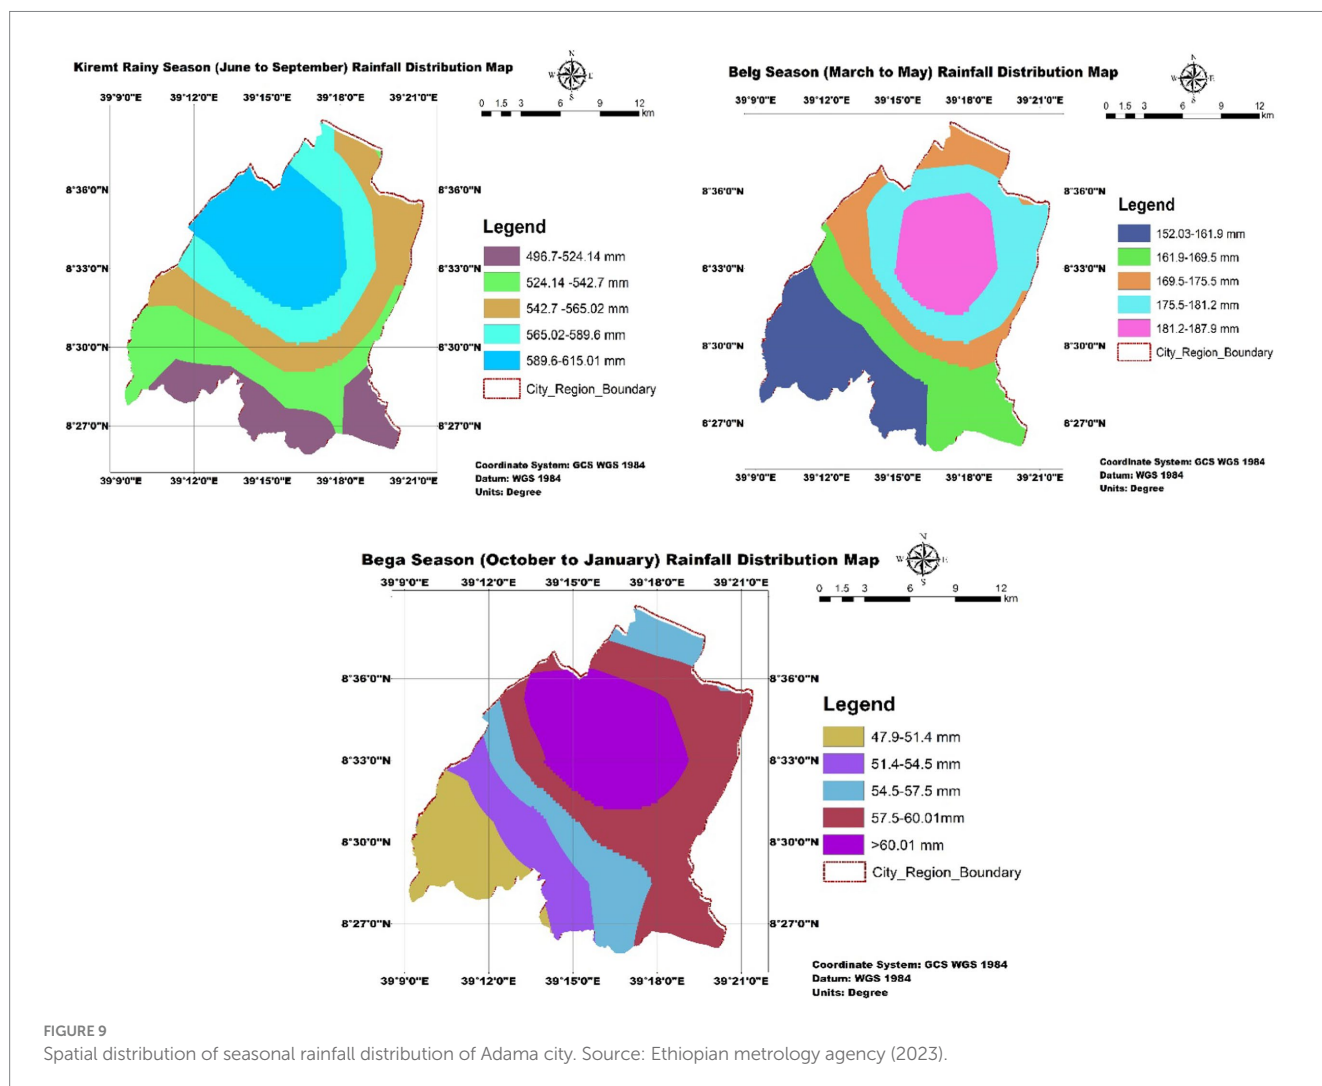 Kiremt Rainy Season (June to September) Rainfall Distribution Map
N
W E
S
0 1.5 3 6 9 12
km
39°9'0"E 39°12'0"E 39°15'0"E 39°18'0"E 39°21'0"E
8°36'0"N 8°36'0"N
8°33'0"N 8°33'0"N
8°30'0"N 8°30'0"N
8°27'0"N 8°27'0"N
39°9'0"E 39°12'0"E 39°15'0"E 39°18'0"E 39°21'0"E
Legend
496.7-524.14 mm
524.14 -542.7 mm
542.7 -565.02 mm
565.02-589.6 mm
589.6-615.01 mm
City_Region_Boundary
Coordinate System: GCS WGS 1984
Datum: WGS 1984
Units: Degree
Belg Season (March to May) Rainfall Distribution Map
N
W E
S
0 1.5 3 6 9 12
km
39°9'0"E 39°12'0"E 39°15'0"E 39°18'0"E 39°21'0"E
8°36'0"N 8°36'0"N
8°33'0"N 8°33'0"N
8°30'0"N 8°30'0"N
8°27'0"N 8°27'0"N
39°9'0"E 39°12'0"E 39°15'0"E 39°18'0"E 39°21'0"E
Legend
152.03-161.9 mm
161.9-169.5 mm
169.5-175.5 mm
175.5-181.2 mm
181.2-187.9 mm
City_Region_Boundary
Coordinate System: GCS WGS 1984
Datum: WGS 1984
Units: Degree
Bega Season (October to January) Rainfall Distribution Map
N
W E
S
0 1.5 3 6 9 12
km
39°9'0"E 39°12'0"E 39°15'0"E 39°18'0"E 39°21'0"E
8°36'0"N 8°36'0"N
8°33'0"N 8°33'0"N
8°30'0"N 8°30'0"N
8°27'0"N 8°27'0"N
39°9'0"E 39°12'0"E 39°15'0"E 39°18'0"E 39°21'0"E
Legend
47.9-51.4 mm
51.4-54.5 mm
54.5-57.5 mm
57.5-60.01mm
>60.01 mm
City_Region_Boundary
Coordinate System: GCS WGS 1984
Datum: WGS 1984
Units: Degree
FIGURE 9
Spatial distribution of seasonal rainfall distribution of Adama city. Source: Ethiopian metrology agency (2023).